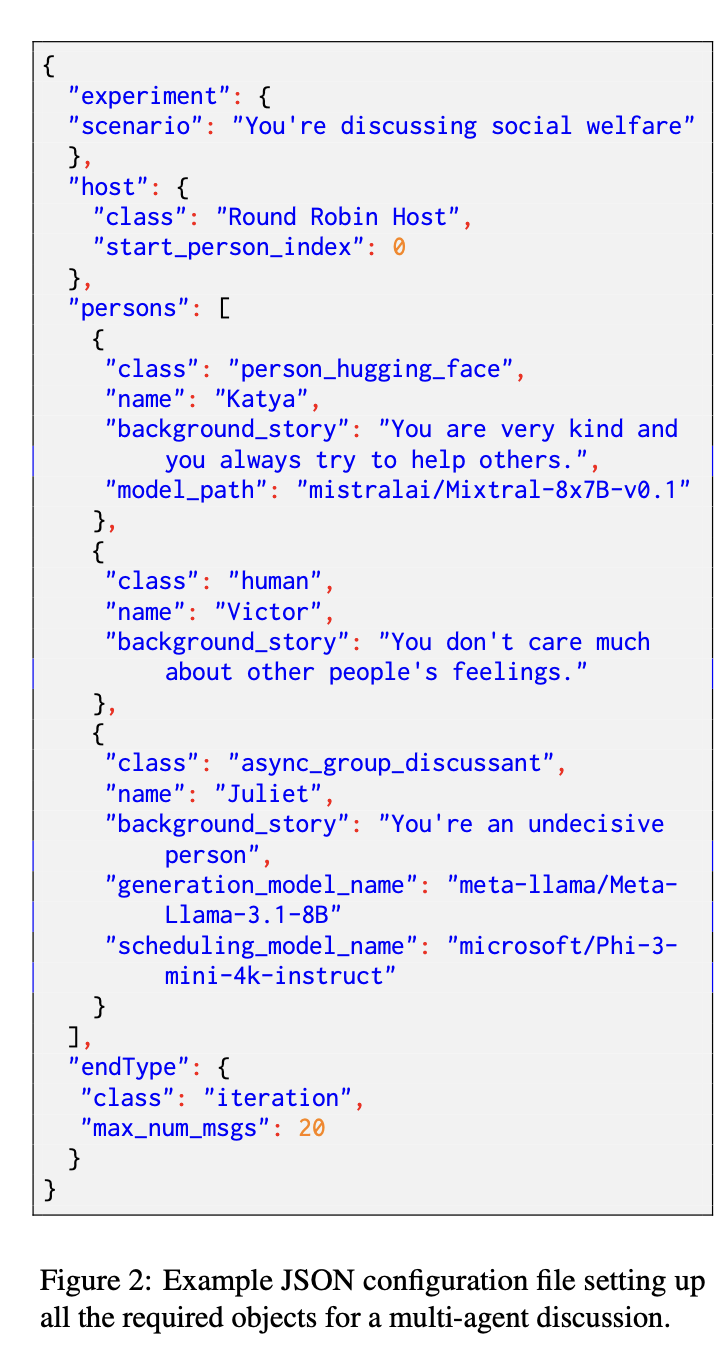 {
"experiment": {
"scenario": "You're discussing social welfare"
},
"host": {
"class": "Round Robin Host",
"start_person_index": 0
},
"persons": [
{
"class": "person_hugging_face",
"name": "Katya",
"background_story": "You are very kind and
you always try to help others.",
"model_path": "mistralai/Mixtral-8x7B-v0.1"
},
{
"class": "human",
"name": "Victor",
"background_story": "You don't care much
about other people's feelings."
},
{
"class": "async_group_discussant",
"name": "Juliet",
"background_story": "You're an undecisive
person",
"generation_model_name": "meta-llama/Meta-
Llama-3.1-8B"
"scheduling_model_name": "microsoft/Phi-3-
mini-4k-instruct"
}
],
"endType": {
"class": "iteration",
"max_num_msgs": 20
}
}
Figure 2: Example JSON configuration file setting up
all the required objects for a multi-agent discussion.